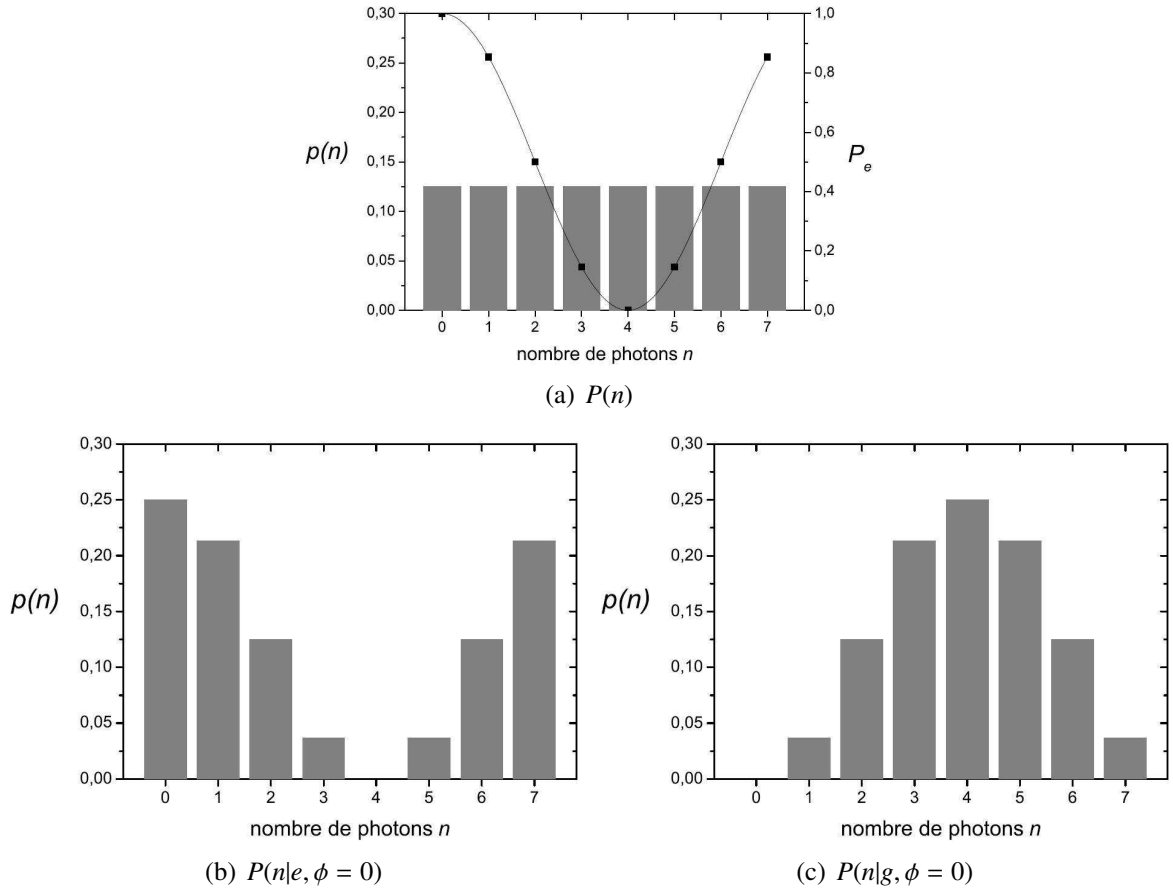 0,30
0,25
0,20
0,15
0,10
0,05
0,00
p(n)
1,0
0,8
0,6
0,4
0,2
0,0
P_e
0 1 2 3 4 5 6 7
nombre de photons n
(a) P(n)
0,30
0,25
0,20
0,15
0,10
0,05
0,00
p(n)
0 1 2 3 4 5 6 7
nombre de photons n
(b) P(n|e, ϕ = 0)
0,30
0,25
0,20
0,15
0,10
0,05
0,00
p(n)
0 1 2 3 4 5 6 7
nombre de photons n
(c) P(n|g, ϕ = 0)